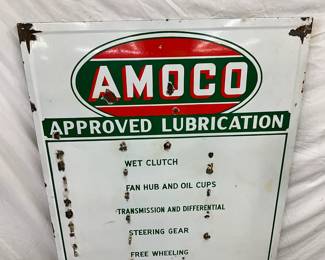 AMOCO
APPROVED LUBRICATION
WET CLUTCH
FAN HUB AND OIL CUPS
TRANSMISSION AND DIFFERENTIAL
STEERING GEAR
FREE WHEELING